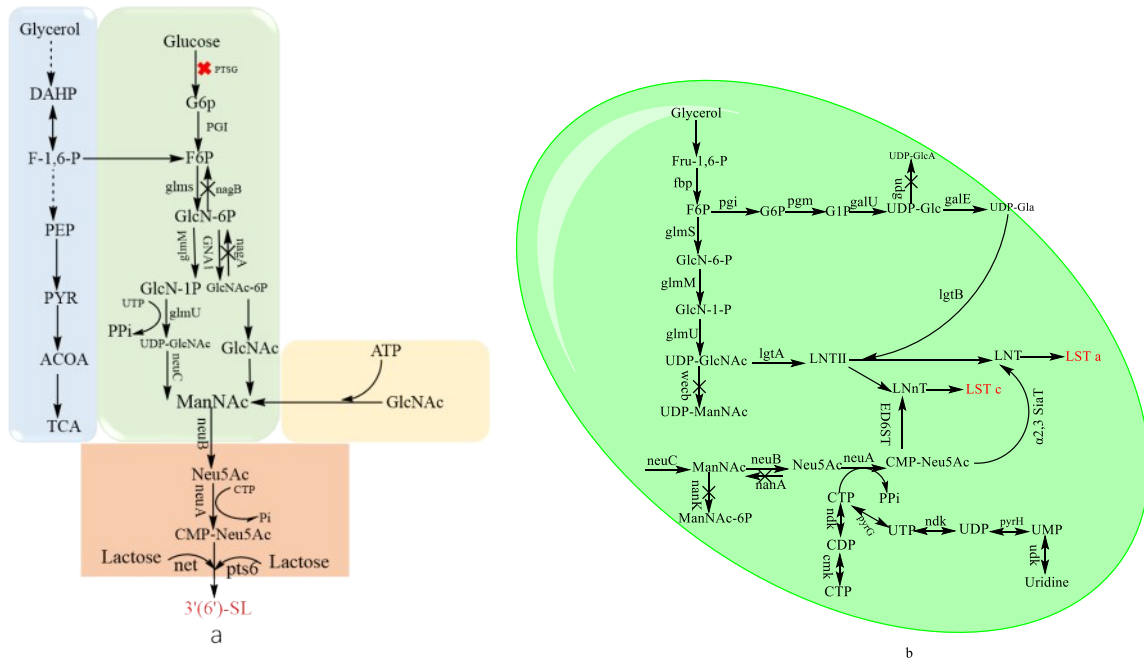 Glycerol
DAHP
F-1,6-P
PEP
PYR
ACOA
TCA
Glucose
PTSG
G6p
PGI
F6P
glms
nagB
GlcN-6P
glmM
GNA1
nagA
GlcN-1P
GlcNAc-6P
UTP
glmU
PPi
UDP-GlcNAc
neuC
GlcNAc
ManNAc
ATP
GlcNAc
neuB
Neu5Ac
neuA
CTP
Pi
CMP-Neu5Ac
Lactose
net
pts6
Lactose
3'(6')-SL
a
Glycerol
Fru-1,6-P
fbp
F6P
pgi
G6P
pgm
G1P
galU
UDP-Glc
galE
UDP-Gla
udg
UDP-GlcA
glmS
GlcN-6-P
glmM
GlcN-1-P
glmU
UDP-GlcNAc
lgtA
LNTII
lgtB
LNT
LST a
wecb
UDP-ManNAc
LNnT
LST c
ED6ST
α2,3 SiaT
neuC
ManNAc
neuB
nanA
Neu5Ac
neuA
CMP-Neu5Ac
nanK
ManNAc-6P
CTP
PPi
ndk
pyrG
UTP
ndk
UDP
pyrH
UMP
CDP
cmk
CTP
udk
Uridine
b